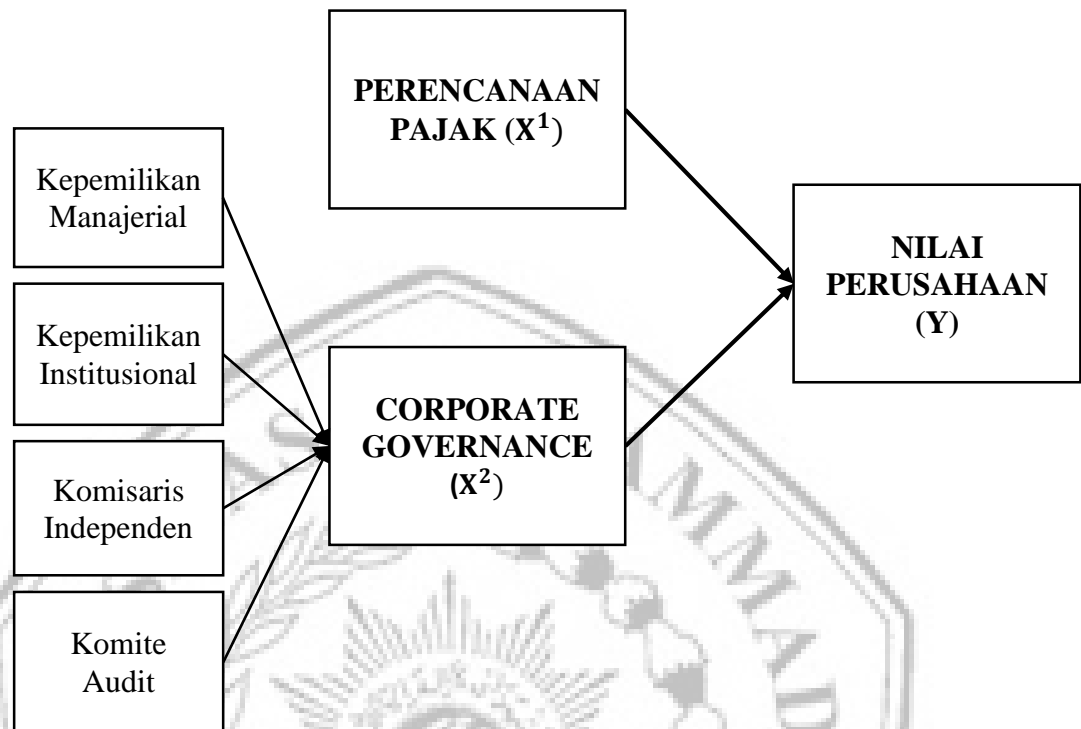 PERENCANAAN
PAJAK (X¹)
Kepemilikan
Manajerial
NILAI
PERUSAHAAN
(Y)
Kepemilikan
Institusional
CORPORATE
GOVERNANCE
(X²)
Komisaris
Independen
Komite
Audit